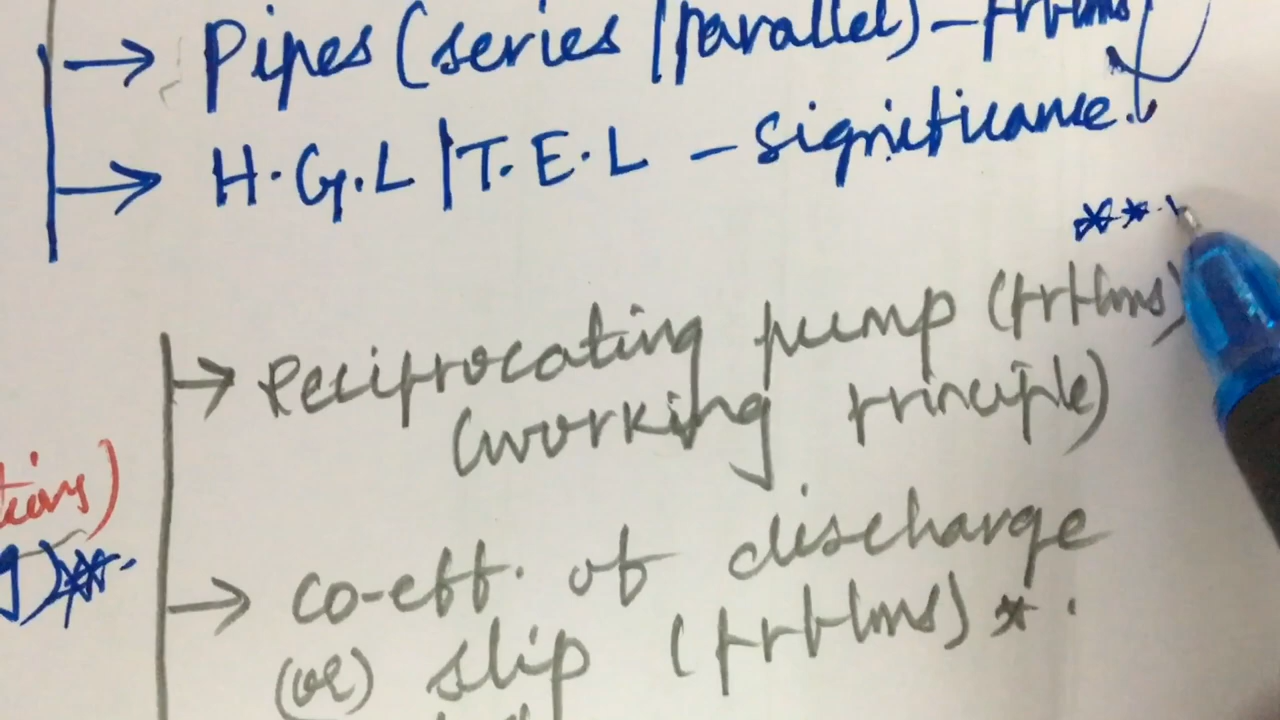 → Pipes (series / parallel) - prblms
→ H.G.L | T.E.L - significance.
***
→ Reciprocating pump (prblms)
(working principle)
tions)
g)**.
→ co-eff. of discharge
(or) slip (prblms) *.